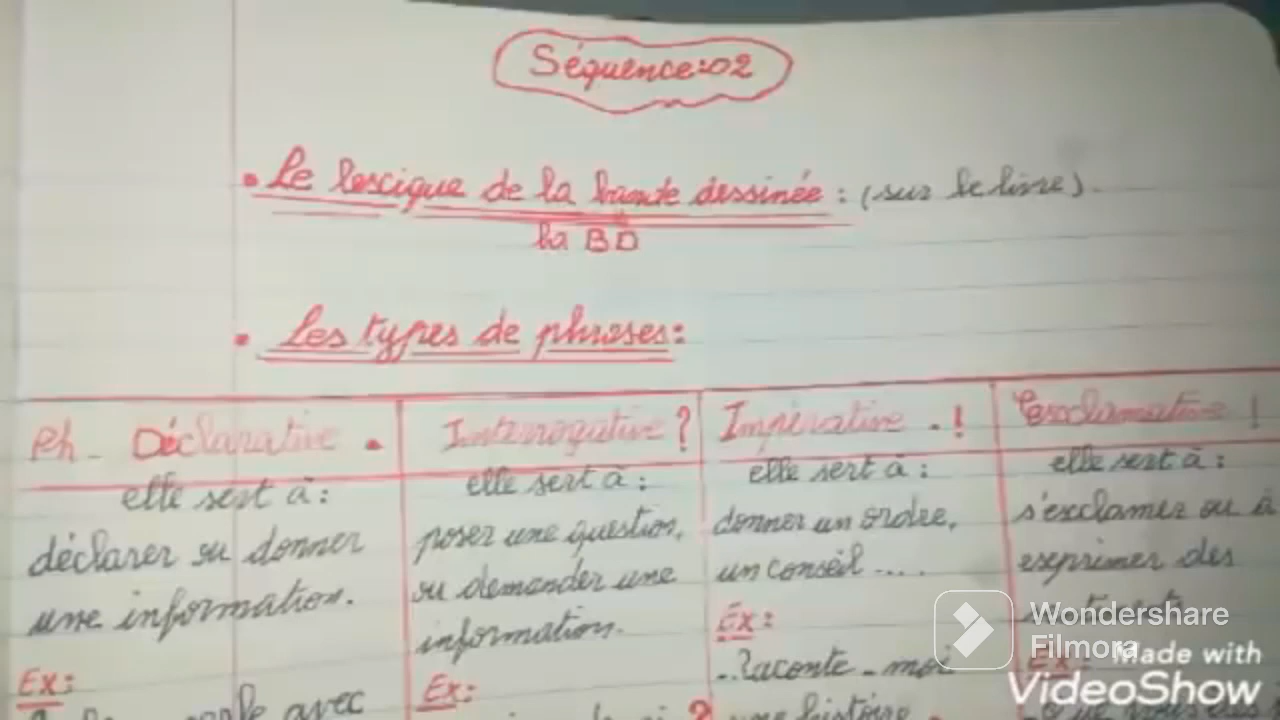 Séquence:02
• Le lescique de la bande dessinée : (sur le livre)
la BD
• Les types de phrases:
Ph - Déclarative .
elle sert à:
déclarer ou donner
une information.
Ex:
avec
Interrogative ?
elle sert à :
poser une question,
ou demander une
information.
Ex:
?
Impérative . !
elle sert à :
donner un ordre,
un conseil ....
Ex:
..Raconte-moi
une histoire .
Exclamative !
elle sert à :
s'exclamer ou à
exprimer des
Ex:
Wondershare
Filmora
Made with
VideoShow